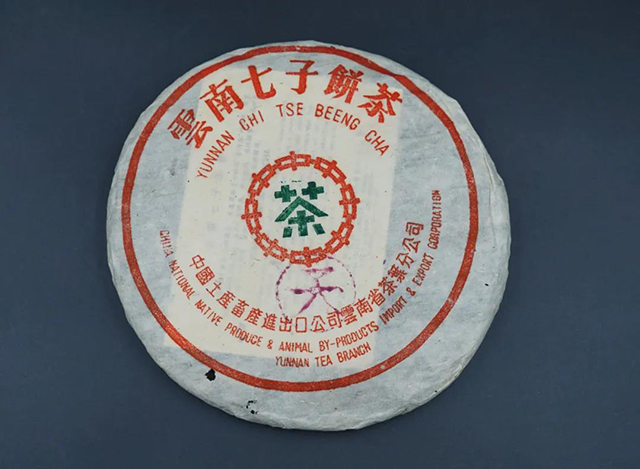 雲南七子餅茶
YUNNAN CHI TSE BEENG CHA
茶
天
中國土産畜產進出口公司雲南省茶葉分公司
CHINA NATIONAL NATIVE PRODUCE & ANIMAL BY-PRODUCTS IMPORT & EXPORT CORPORATION
YUNNAN TEA BRANGH